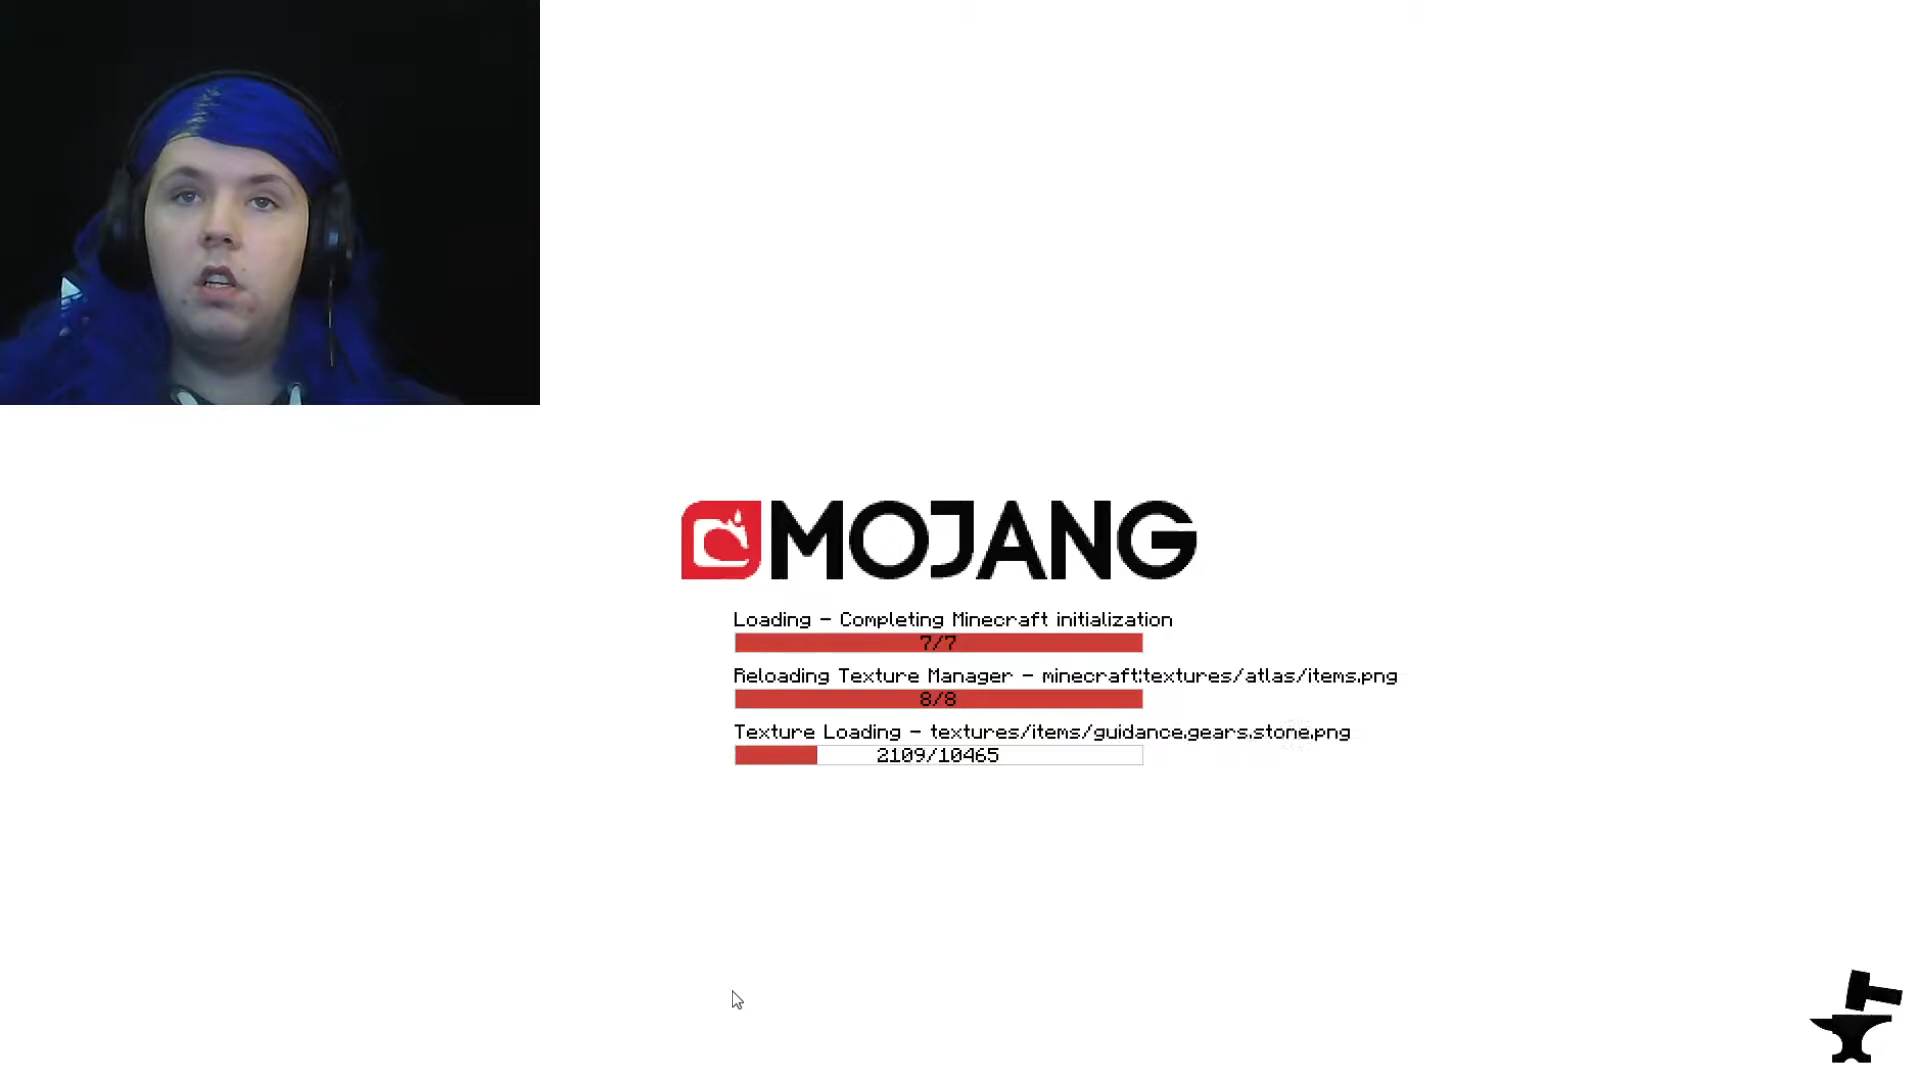 MOJANG
Loading - Completing Minecraft initialization
7/7
Reloading Texture Manager - minecraft:textures/atlas/items.png
8/8
Texture Loading - textures/items/guidance.gears.stone.png
2109/10465